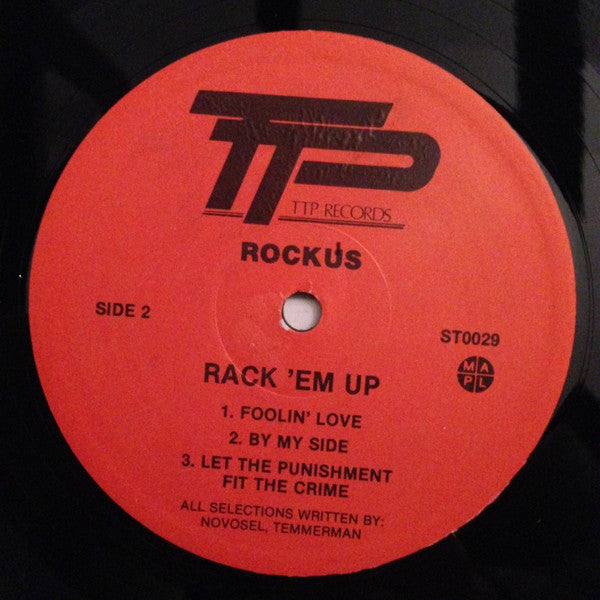 TTP
TTP RECORDS
ROCKUS
SIDE 2
ST0029
MAPL
RACK 'EM UP
1. FOOLIN' LOVE
2. BY MY SIDE
3. LET THE PUNISHMENT
FIT THE CRIME
ALL SELECTIONS WRITTEN BY:
NOVOSEL, TEMMERMAN